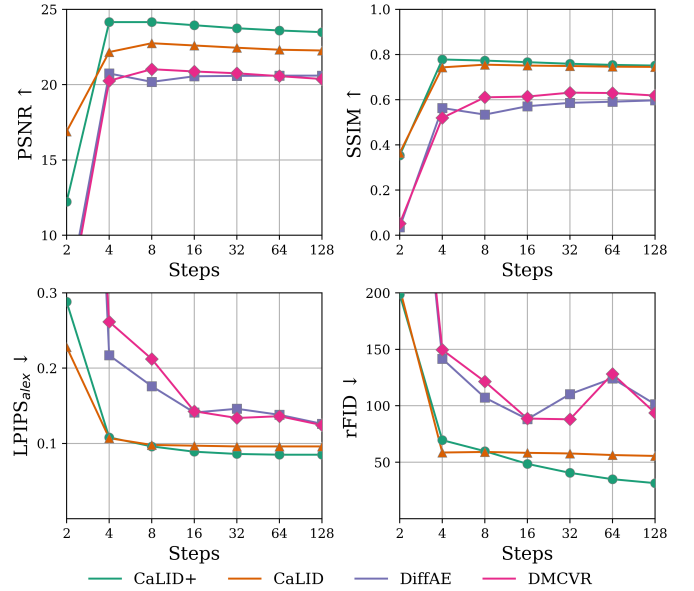 25
20
15
10
PSNR ↑
2 4 8 16 32 64 128
Steps
0.0
0.2
0.4
0.6
0.8
1.0
SSIM ↑
2 4 8 16 32 64 128
Steps
0.3
0.2
0.1
LPIPSalex ↓
2 4 8 16 32 64 128
Steps
200
150
100
50
rFID ↓
2 4 8 16 32 64 128
Steps
CaLID+ CaLID DiffAE DMCVR